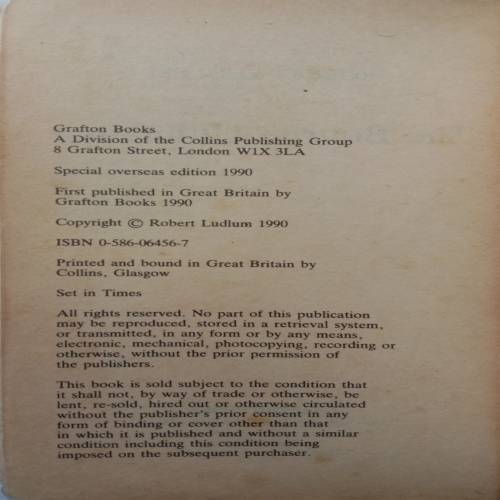 Grafton Books
A Division of the Collins Publishing Group
8 Grafton Street, London W1X 3LA
Special overseas edition 1990
First published in Great Britain by
Grafton Books 1990
Copyright © Robert Ludlum 1990
ISBN 0-586-06456-7
Printed and bound in Great Britain by
Collins, Glasgow
Set in Times
All rights reserved. No part of this publication
may be reproduced, stored in a retrieval system,
or transmitted, in any form or by any means,
electronic, mechanical, photocopying, recording or
otherwise, without the prior permission of
the publishers.
This book is sold subject to the condition that
it shall not, by way of trade or otherwise, be
lent, re-sold, hired out or otherwise circulated
without the publisher's prior consent in any
form of binding or cover other than that
in which it is published and without a similar
condition including this condition being
imposed on the subsequent purchaser.